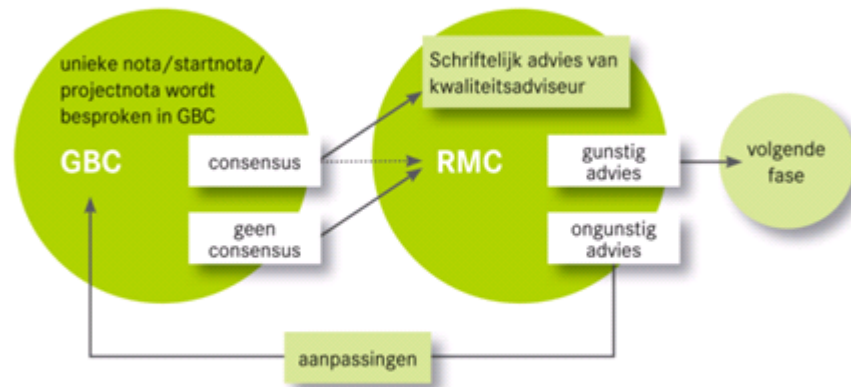 unieke nota/startnota/
projectnota wordt
besproken in GBC
GBC
consensus
geen
consensus
Schriftelijk advies van
kwaliteitsadviseur
RMC
gunstig
advies
ongunstig
advies
volgende
fase
aanpassingen